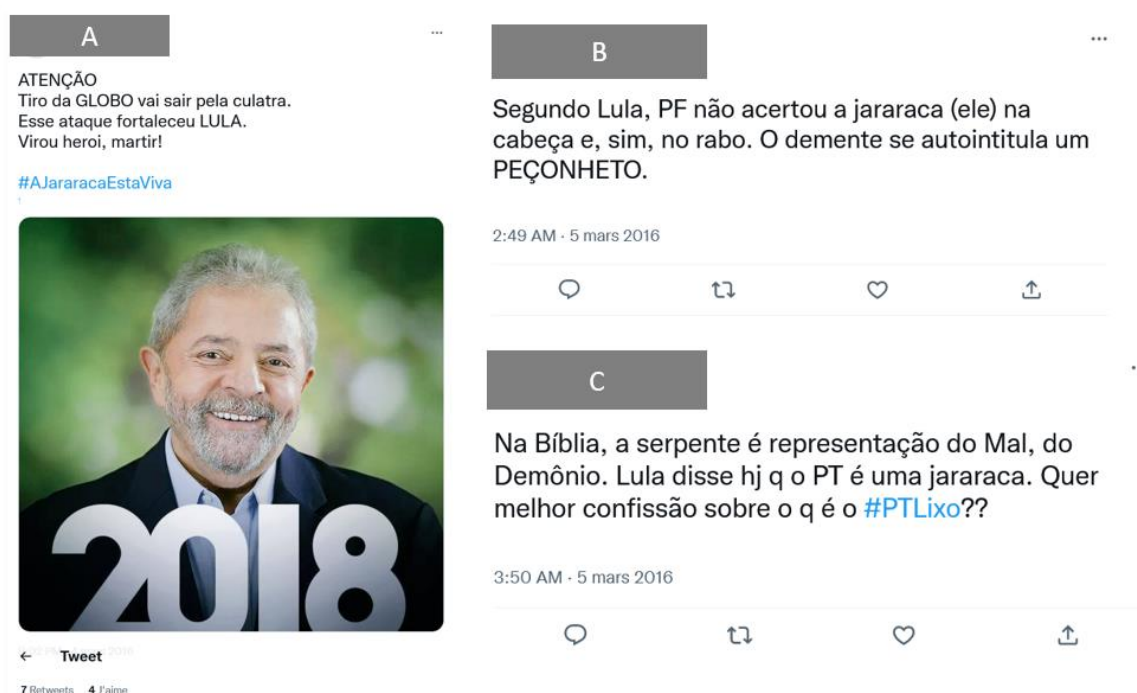 A
...
ATENÇÃO
Tiro da GLOBO vai sair pela culatra.
Esse ataque fortaleceu LULA.
Virou heroi, martir!
#AJararacaEstaViva
2018
← Tweet
7 Retweets 4 J'aime
B
...
Segundo Lula, PF não acertou a jararaca (ele) na
cabeça e, sim, no rabo. O demente se autointitula um
PEÇONHETO.
2:49 AM · 5 mars 2016
C
Na Bíblia, a serpente é representação do Mal, do
Demônio. Lula disse hj q o PT é uma jararaca. Quer
melhor confissão sobre o q é o #PTLixo??
3:50 AM · 5 mars 2016